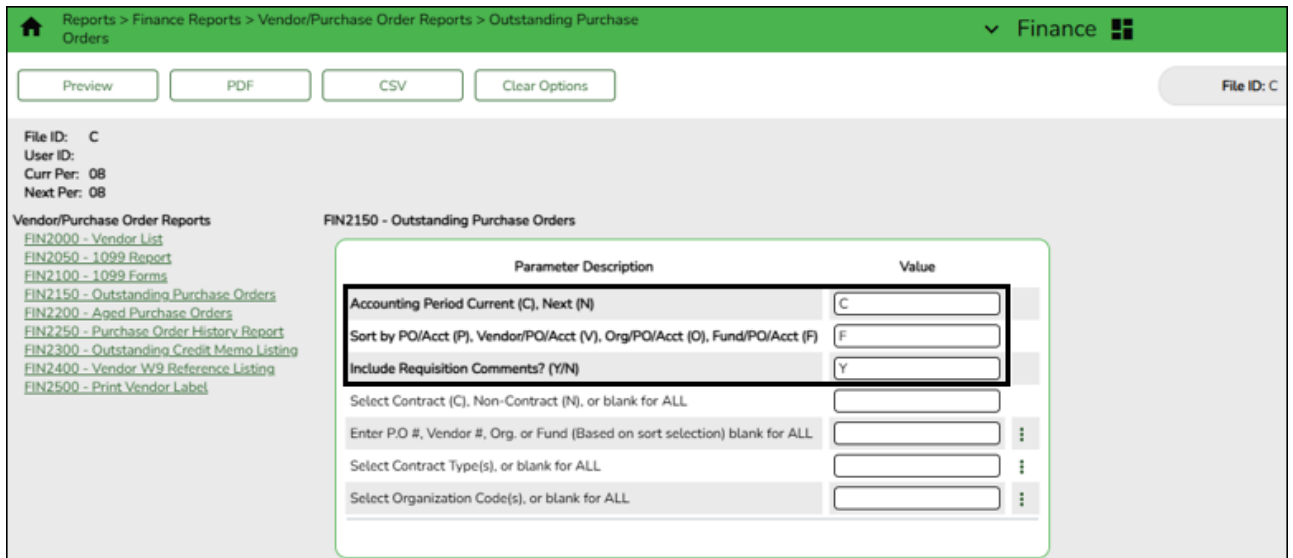 Reports > Finance Reports > Vendor/Purchase Order Reports > Outstanding Purchase
Orders
Finance
Preview
PDF
CSV
Clear Options
File ID: C
File ID: C
User ID:
Curr Per: 08
Next Per: 08
Vendor/Purchase Order Reports
FIN2000 - Vendor List
FIN2050 - 1099 Report
FIN2100 - 1099 Forms
FIN2150 - Outstanding Purchase Orders
FIN2200 - Aged Purchase Orders
FIN2250 - Purchase Order History Report
FIN2300 - Outstanding Credit Memo Listing
FIN2400 - Vendor W9 Reference Listing
FIN2500 - Print Vendor Label
FIN2150 - Outstanding Purchase Orders
Parameter Description Value
Accounting Period Current (C), Next (N) C
Sort by PO/Acct (P), Vendor/PO/Acct (V), Org/PO/Acct (O), Fund/PO/Acct (F) F
Include Requisition Comments? (Y/N) Y
Select Contract (C), Non-Contract (N), or blank for ALL
Enter P.O #, Vendor #, Org. or Fund (Based on sort selection) blank for ALL
Select Contract Type(s), or blank for ALL
Select Organization Code(s), or blank for ALL